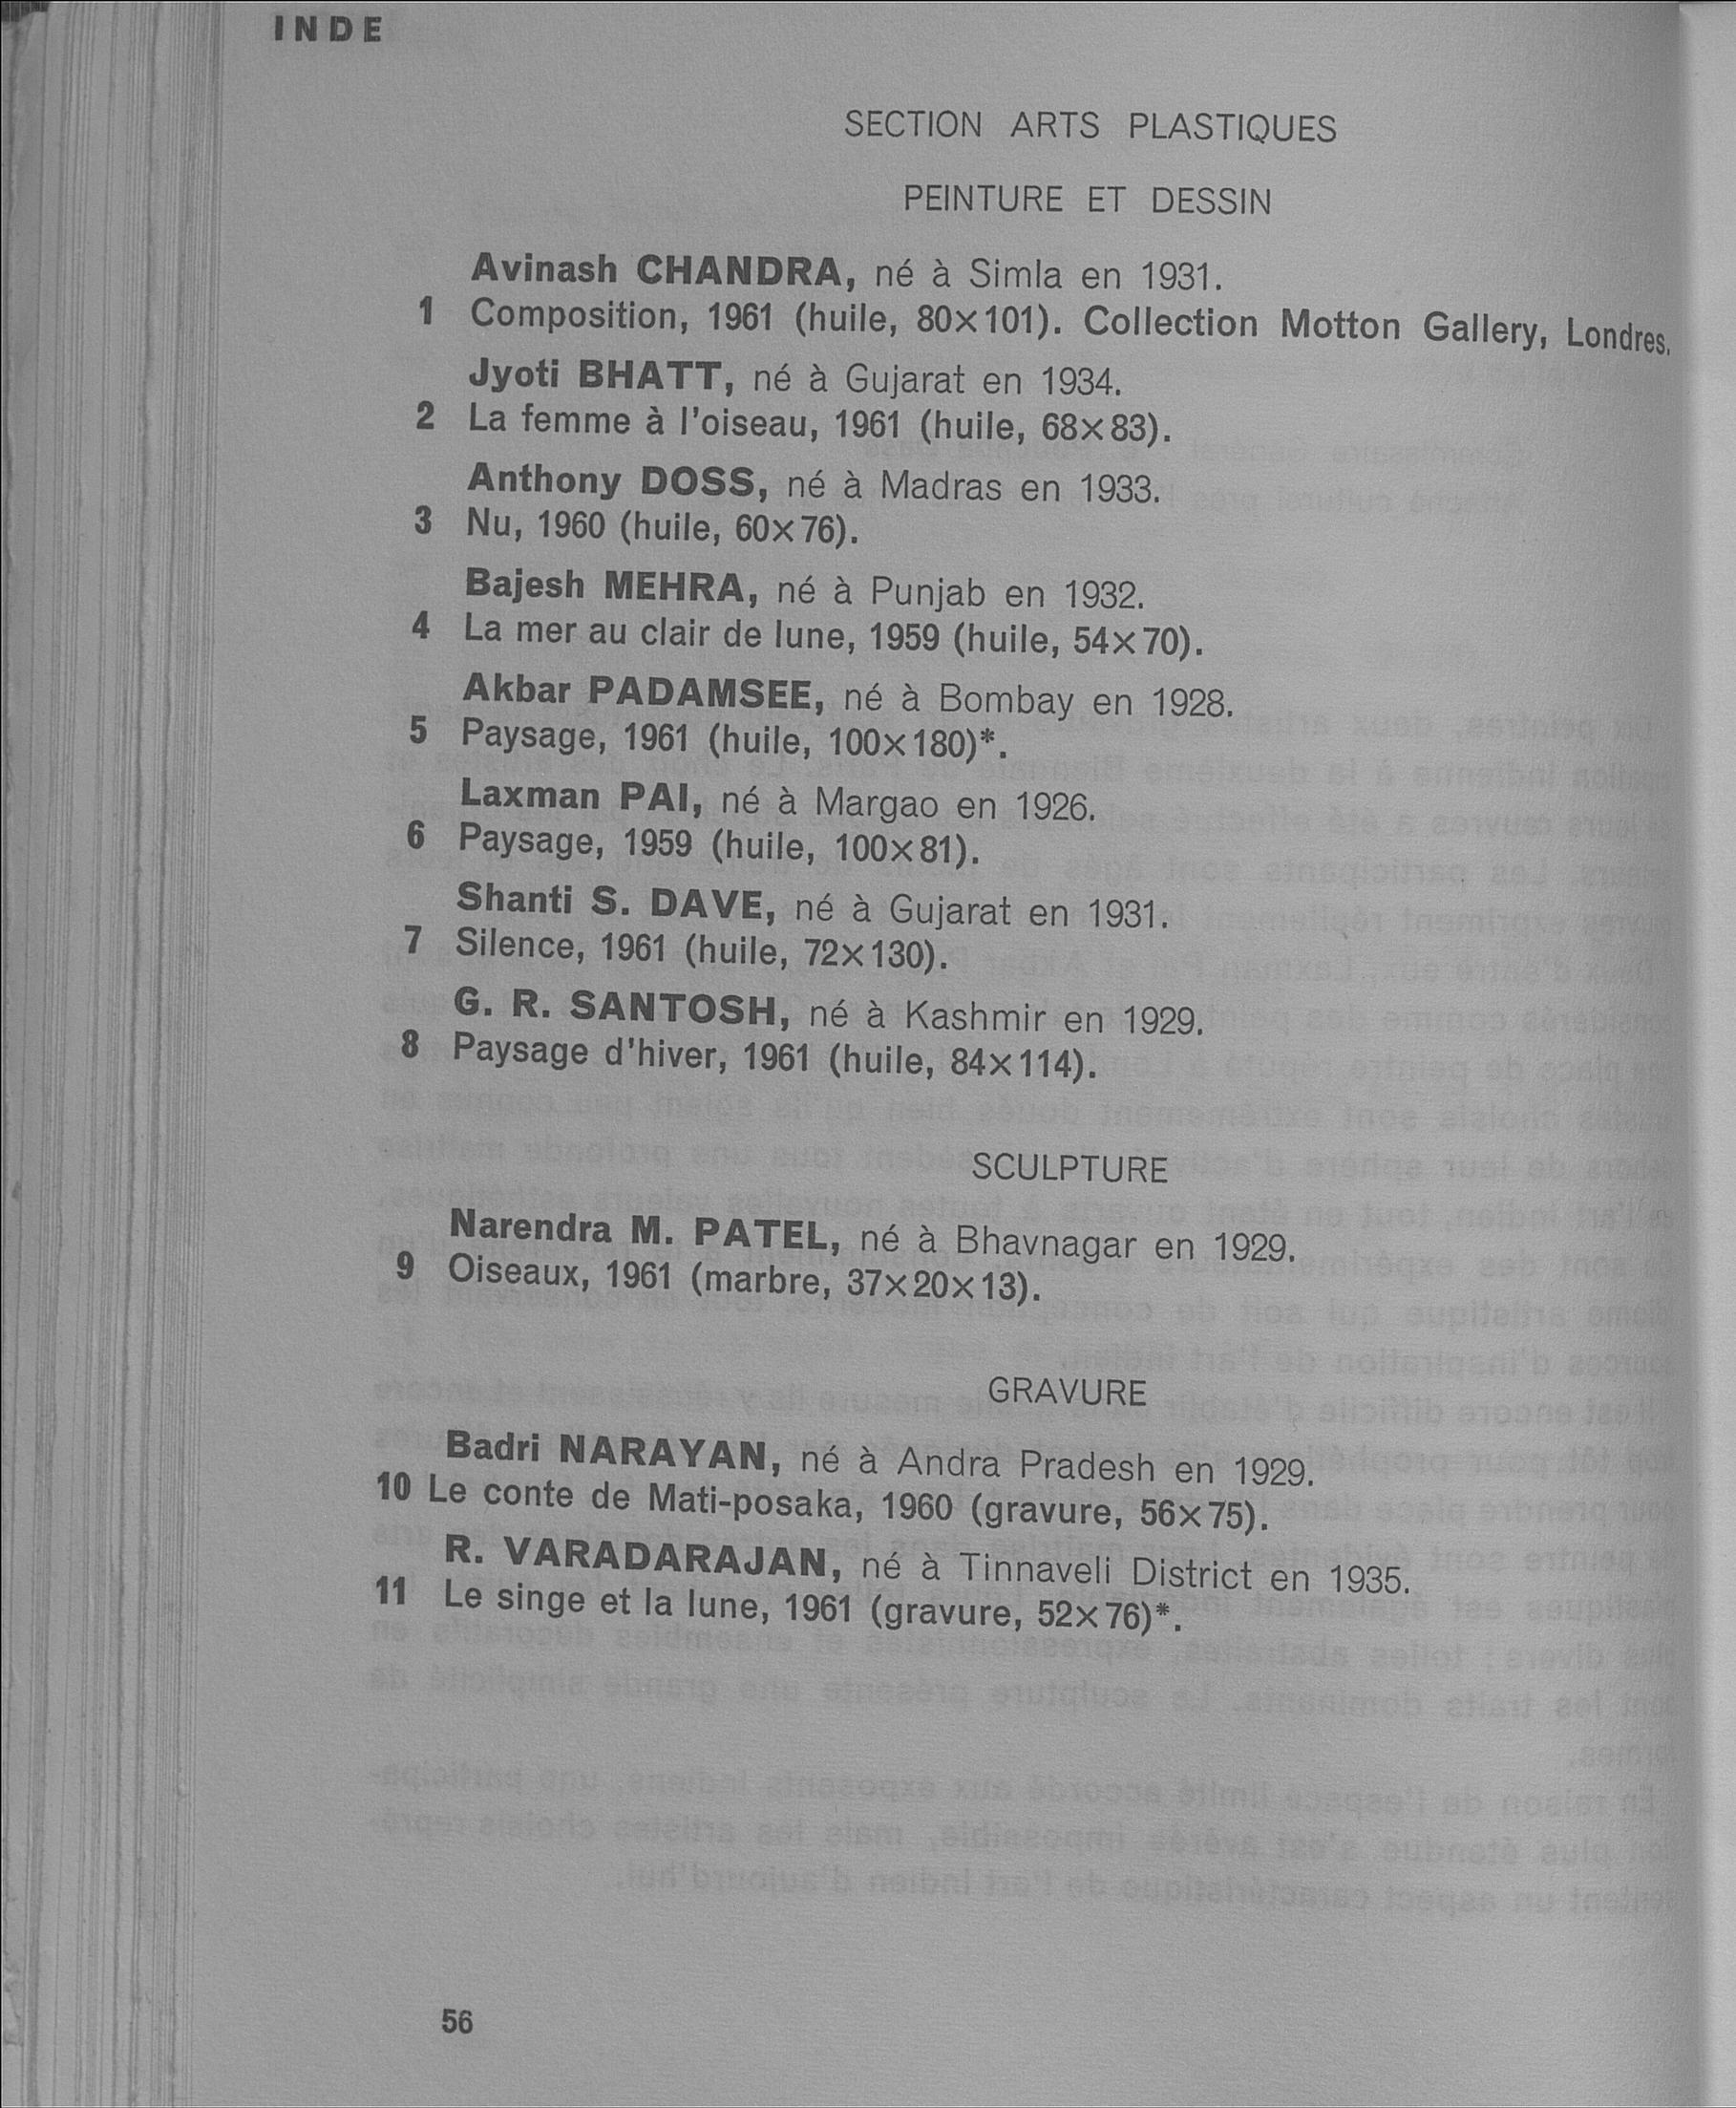 INDE
SECTION ARTS PLASTIQUES
PEINTURE ET DESSIN
Avinash CHANDRA, né à Simla en 1931.
1 Composition, 1961 (huile, 80×101). Collection Motton Gallery, Londres.
Jyoti BHATT, né à Gujarat en 1934.
2 La femme à l'oiseau, 1961 (huile, 68×83).
Anthony DOSS, né à Madras en 1933.
3 Nu, 1960 (huile, 60×76).
Bajesh MEHRA, né à Punjab en 1932.
4 La mer au clair de lune, 1959 (huile, 54×70).
Akbar PADAMSEE, né à Bombay en 1928.
5 Paysage, 1961 (huile, 100×180)*.
Laxman PAI, né à Margao en 1926.
6 Paysage, 1959 (huile, 100×81).
Shanti S. DAVE, né à Gujarat en 1931.
7 Silence, 1961 (huile, 72×130).
G. R. SANTOSH, né à Kashmir en 1929.
8 Paysage d'hiver, 1961 (huile, 84×114).
SCULPTURE
Narendra M. PATEL, né à Bhavnagar en 1929.
9 Oiseaux, 1961 (marbre, 37×20×13).
GRAVURE
Badri NARAYAN, né à Andra Pradesh en 1929.
10 Le conte de Mati-posaka, 1960 (gravure, 56×75).
R. VARADARAJAN, né à Tinnaveli District en 1935.
11 Le singe et la lune, 1961 (gravure, 52×76)*.
56